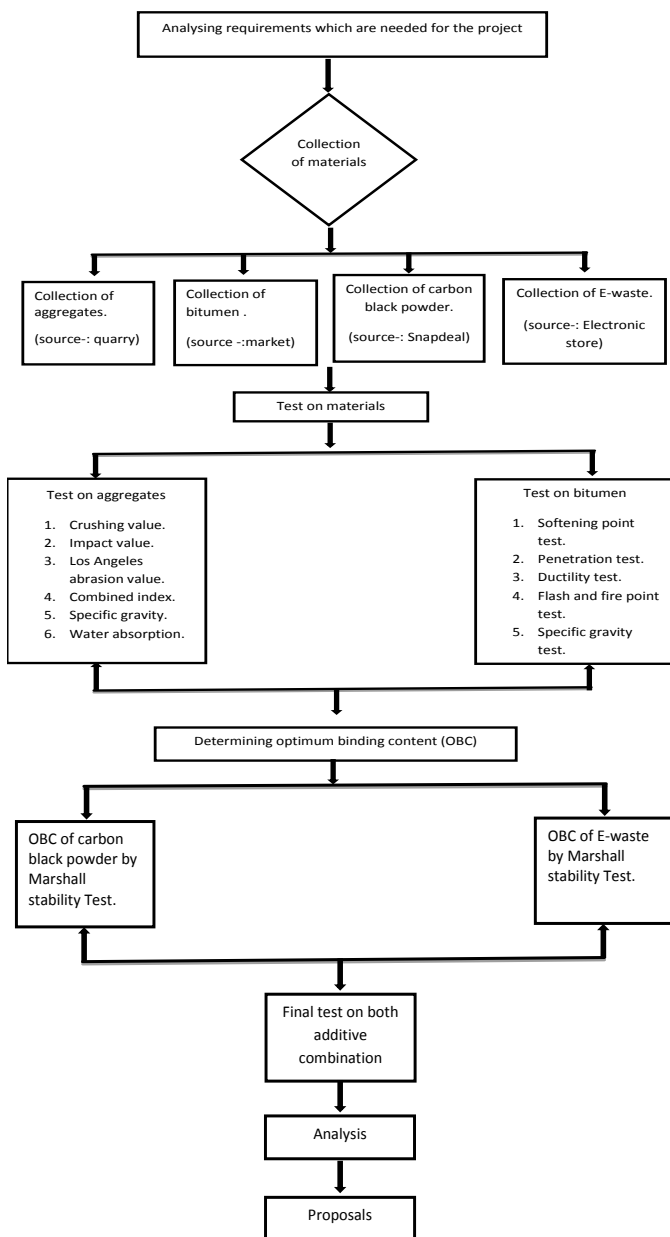 Analysing requirements which are needed for the project
Collection
of materials
Collection of
aggregates.
(source-: quarry)
Collection of
bitumen .
(source -:market)
Collection of carbon
black powder.
(source-: Snapdeal)
Collection of E-waste.
(source-: Electronic
store)
Test on materials
Test on aggregates
1. Crushing value.
2. Impact value.
3. Los Angeles
abrasion value.
4. Combined index.
5. Specific gravity.
6. Water absorption.
Test on bitumen
1. Softening point
test.
2. Penetration test.
3. Ductility test.
4. Flash and fire point
test.
5. Specific gravity
test.
Determining optimum binding content (OBC)
OBC of carbon
black powder by
Marshall
stability Test.
OBC of E-waste
by Marshall
stability Test.
Final test on both
additive
combination
Analysis
Proposals